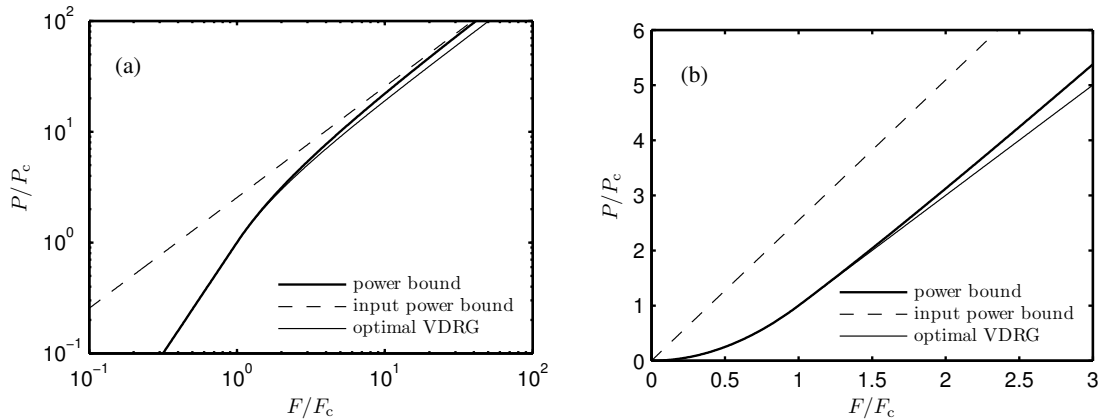 10^2
10^1
10^0
10^-1
P/P_c
(a)
power bound
input power bound
optimal VDRG
10^-1 10^0 10^1 10^2
F/F_c
6
5
4
3
2
1
0
P/P_c
(b)
power bound
input power bound
optimal VDRG
0 0.5 1 1.5 2 2.5 3
F/F_c